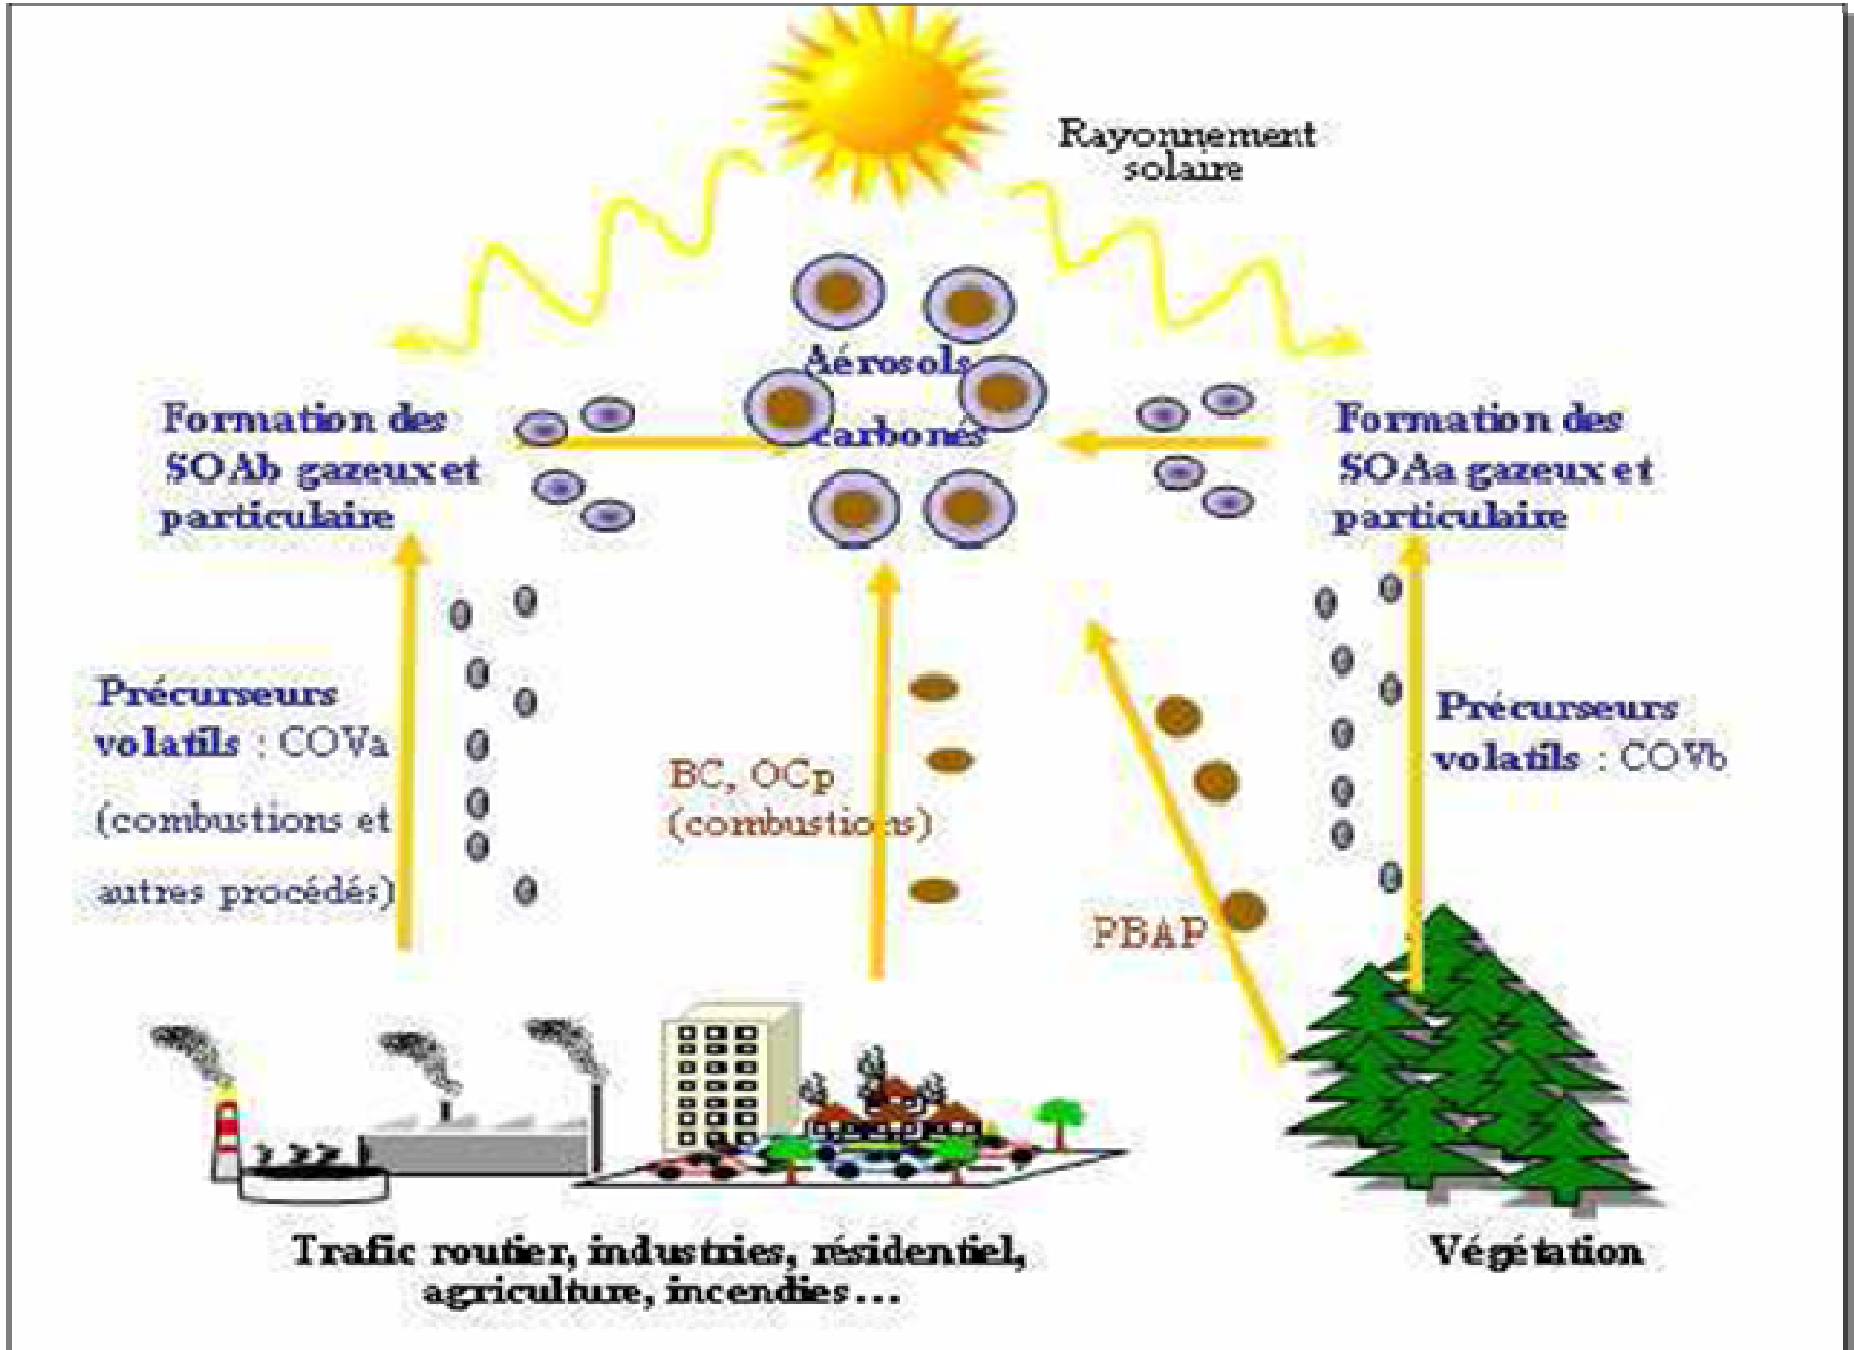 Rayonnement
solaire
Aérosols
carbonés
Formation des
SOAb gazeux et
particulaire
Formation des
SOAa gazeux et
particulaire
Précurseurs
volatils : COVa
(combustions et
autres procédés)
BC, OCp
(combustions)
PBAP
Précurseurs
volatils : COVb
Trafic routier, industries, résidentiel,
agriculture, incendies...
Végétation